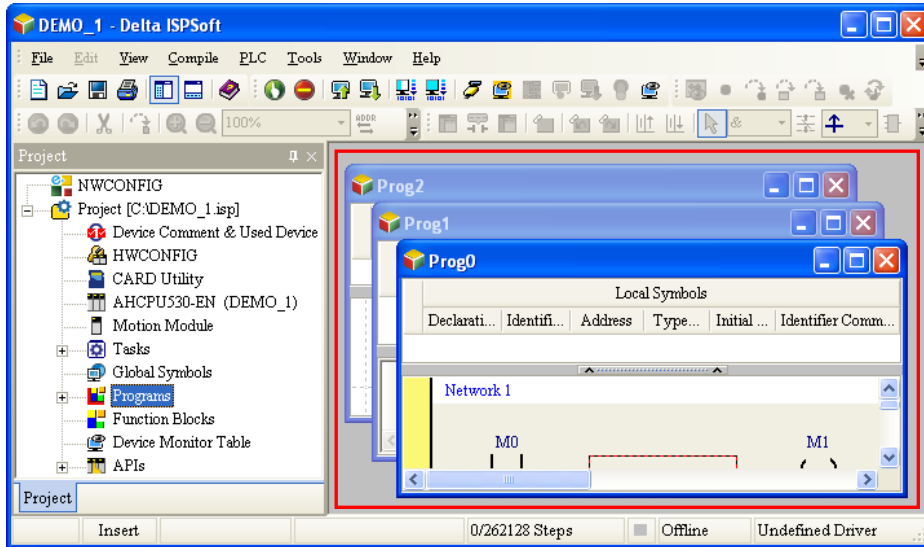 DEMO_1 - Delta ISPSoft
File Edit View Compile PLC Tools Window Help
100% ADDR &
Project
NWCONFIG
Project [C:\DEMO_1.isp]
Device Comment & Used Device
HWCONFIG
CARD Utility
AHCPU530-EN (DEMO_1)
Motion Module
Tasks
Global Symbols
Programs
Function Blocks
Device Monitor Table
APIs
Project
Prog2
Prog1
Prog0
Local Symbols
Declarati... Identifi... Address Type... Initial ... Identifier Comm...
Network 1
M0 M1
Insert 0/262128 Steps Offline Undefined Driver